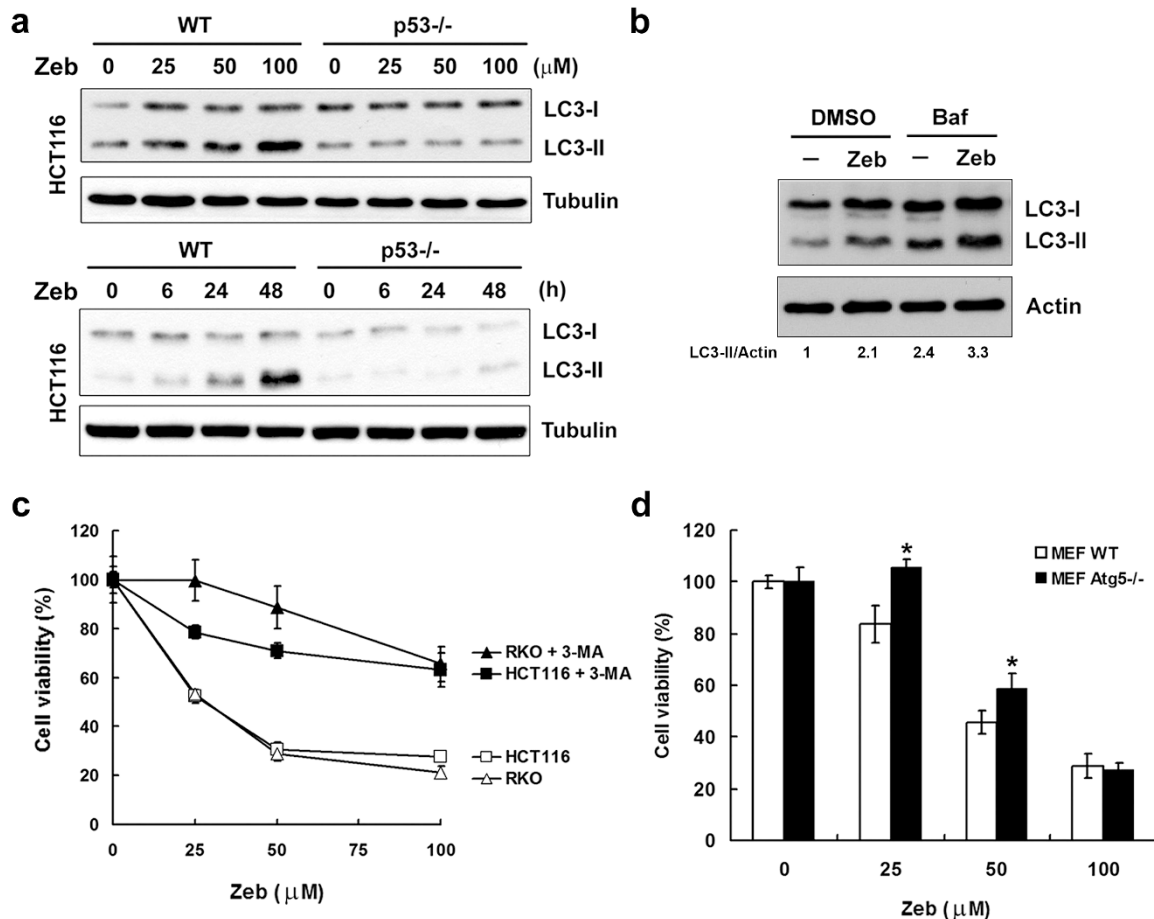 a
WT p53-/-
Zeb 0 25 50 100 0 25 50 100 (μM)
HCT116
LC3-I
LC3-II
Tubulin
WT p53-/-
Zeb 0 6 24 48 0 6 24 48 (h)
HCT116
LC3-I
LC3-II
Tubulin
b
DMSO Baf
– Zeb – Zeb
LC3-I
LC3-II
Actin
LC3-II/Actin 1 2.1 2.4 3.3
c
Cell viability (%)
120
100
80
60
40
20
0
0 25 50 75 100
Zeb (μM)
RKO + 3-MA
HCT116 + 3-MA
HCT116
RKO
d
Cell viability (%)
120
100
80
60
40
20
0
* *
MEF WT
MEF Atg5-/-
0 25 50 100
Zeb (μM)